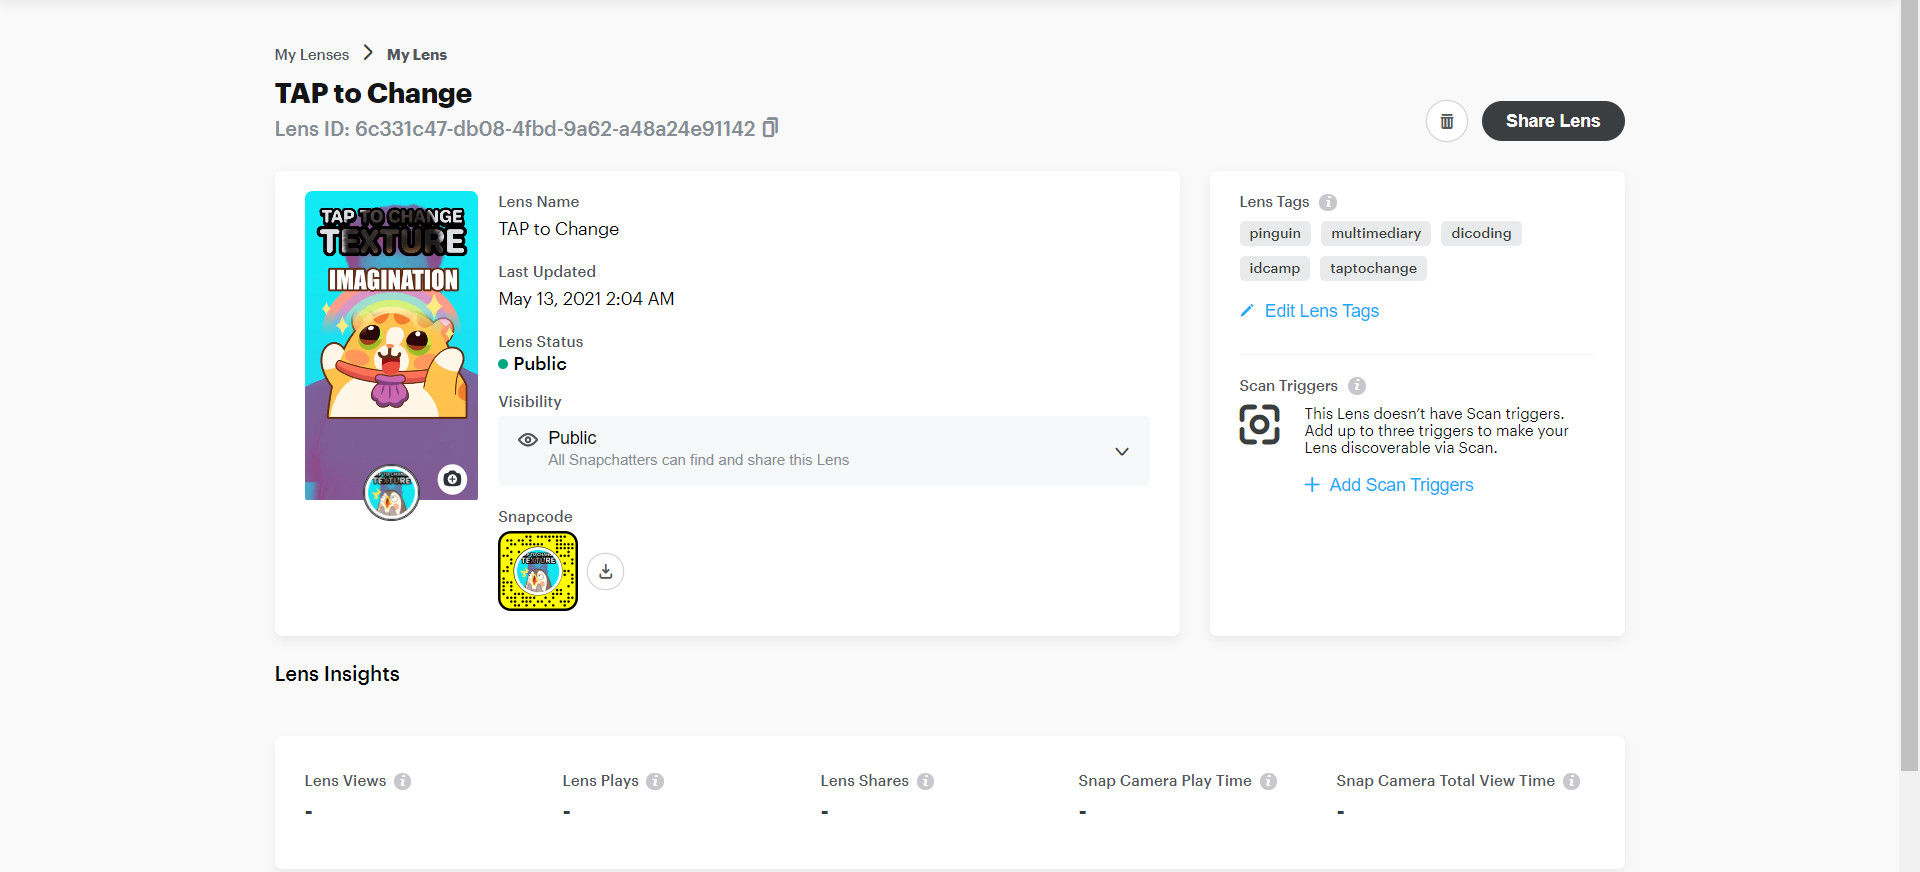 My Lenses > My Lens
TAP to Change
Lens ID: 6c331c47-db08-4fbd-9a62-a48a24e91142
Share Lens
TAP TO CHANGE
TEXTURE
IMAGINATION
TEXTURE
Lens Name
TAP to Change
Last Updated
May 13, 2021 2:04 AM
Lens Status
Public
Visibility
Public
All Snapchatters can find and share this Lens
Snapcode
TEXTURE
Lens Tags
pinguin multimediary dicoding
idcamp taptochange
Edit Lens Tags
Scan Triggers
This Lens doesn’t have Scan triggers.
Add up to three triggers to make your
Lens discoverable via Scan.
+ Add Scan Triggers
Lens Insights
Lens Views Lens Plays Lens Shares Snap Camera Play Time Snap Camera Total View Time
- - - - -